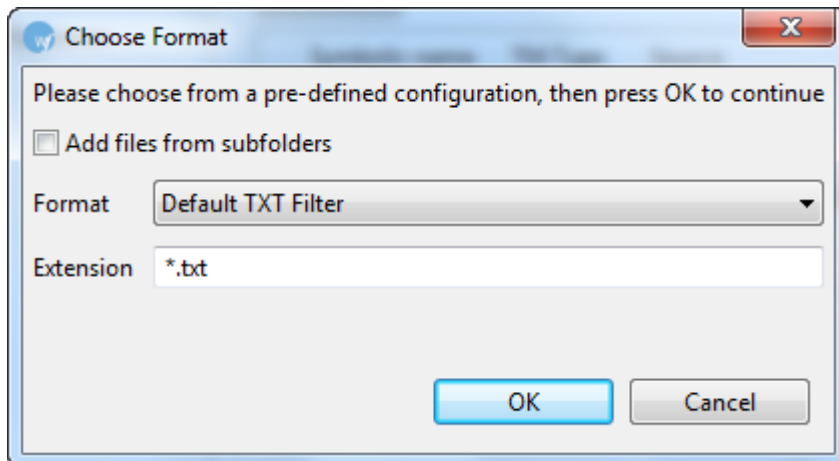 Choose Format
Please choose from a pre-defined configuration, then press OK to continue
Add files from subfolders
Format Default TXT Filter
Extension *.txt
OK Cancel